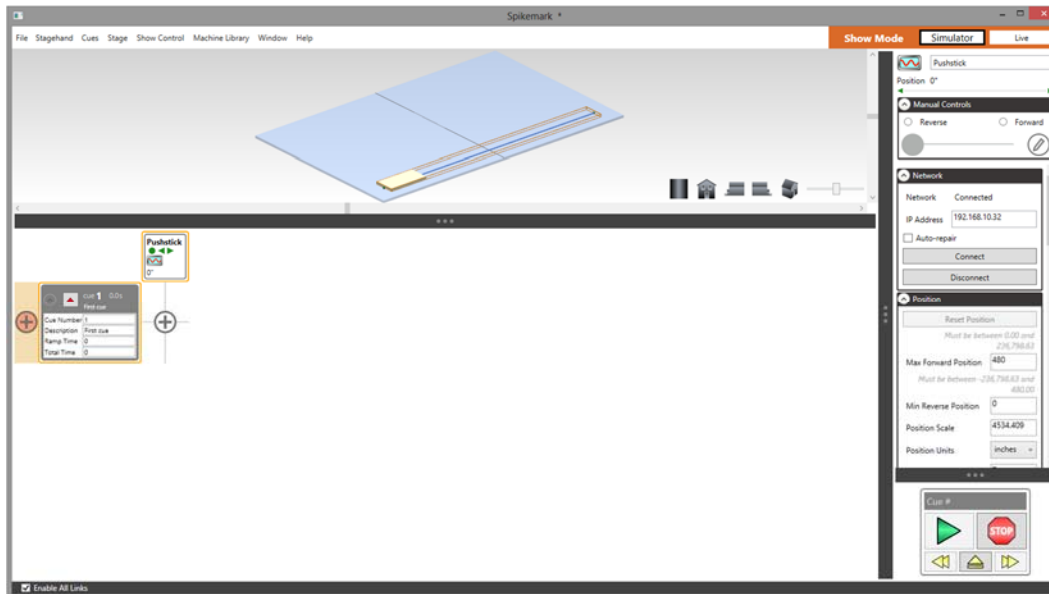 Spikemark *
File Stagehand Cues Stage Show Control Machine Library Window Help
Show Mode Simulator Live
Pushstick
Position 0"
Manual Controls
Reverse Forward
Network
Network Connected
IP Address 192.168.10.32
Auto-repair
Connect
Disconnect
Position
Reset Position
Must be between 0.00 and
236,798.63
Max Forward Position 480
Must be between -236,798.63 and
480.00
Min Reverse Position 0
Position Scale 4534.409
Position Units inches
Pushstick
0"
cue 1 0.0s
First cue
Cue Number 1
Description First cue
Ramp Time 0
Total Time 0
Cue #
STOP
Enable All Links